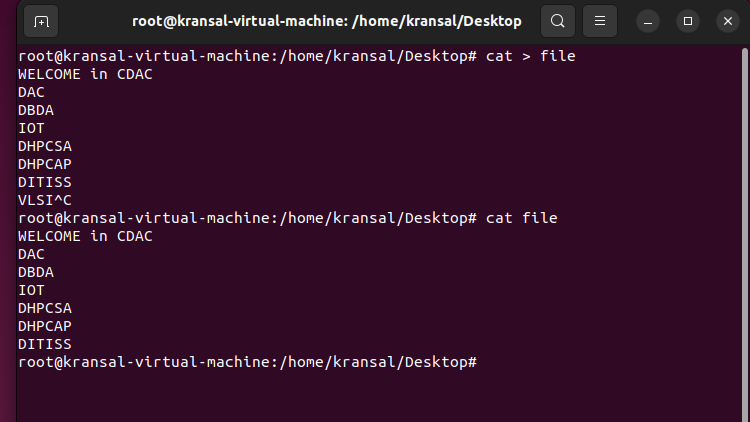 root@kransal-virtual-machine: /home/kransal/Desktop
root@kransal-virtual-machine:/home/kransal/Desktop# cat > file
WELCOME in CDAC
DAC
DBDA
IOT
DHPCSA
DHPCAP
DITISS
VLSI^C
root@kransal-virtual-machine:/home/kransal/Desktop# cat file
WELCOME in CDAC
DAC
DBDA
IOT
DHPCSA
DHPCAP
DITISS
root@kransal-virtual-machine:/home/kransal/Desktop#